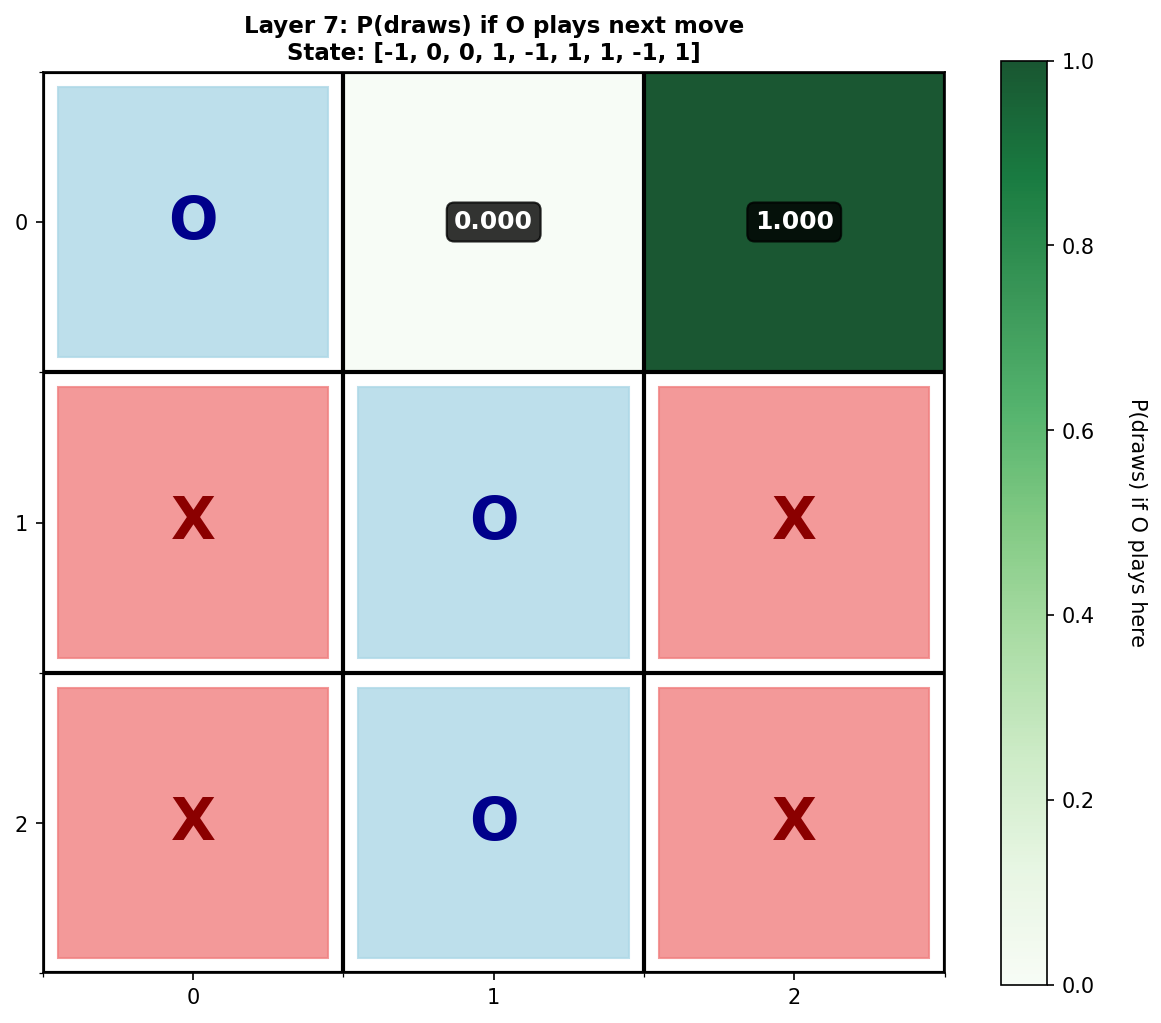 Layer 7: P(draws) if O plays next move
State: [-1, 0, 0, 1, -1, 1, 1, -1, 1]
0
O
0.000
1.000
1
X
O
X
2
X
O
X
0
1
2
1.0
0.8
0.6
0.4
0.2
0.0
P(draws) if O plays here